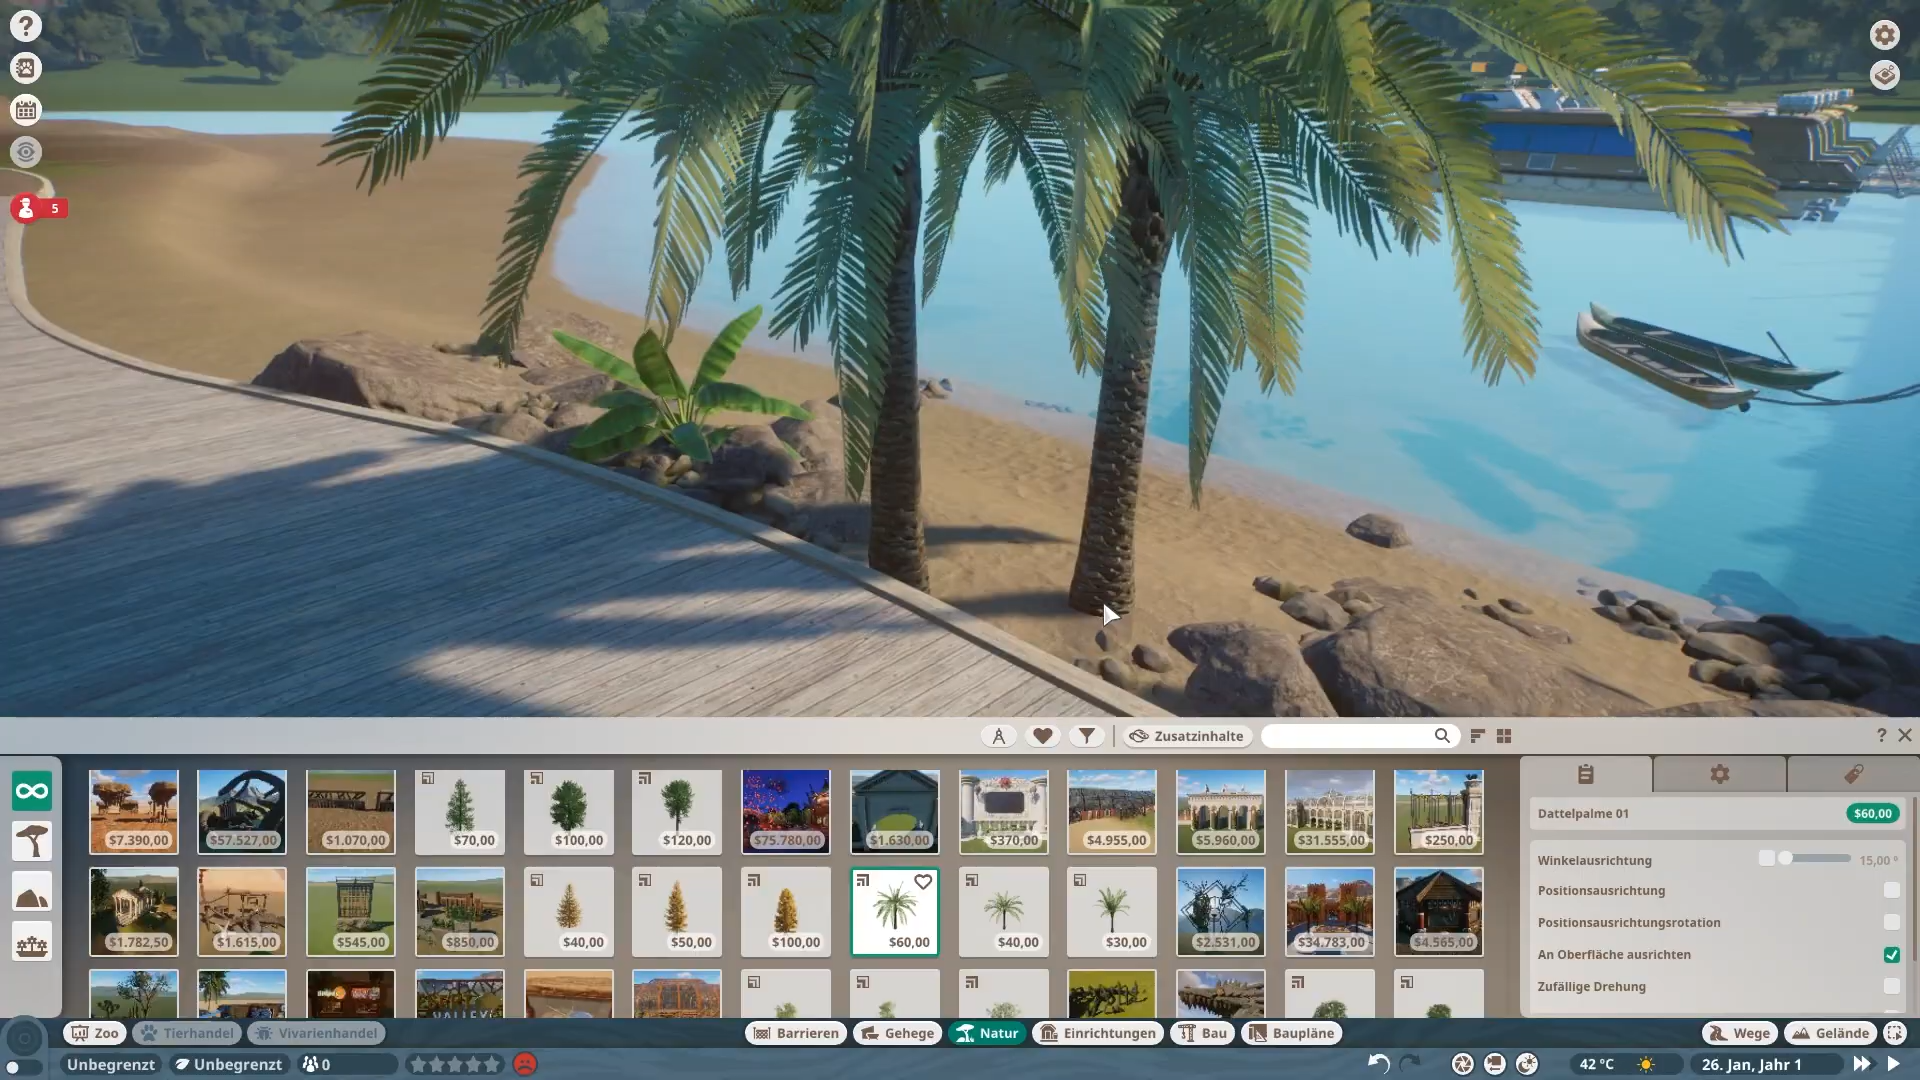 ?
5
Zusatzinhalte
? 
$7.390,00
$57.527,00
$1.070,00
$70,00
$100,00
$120,00
$75.780,00
$1.630,00
$370,00
$4.955,00
$5.960,00
$31.555,00
$250,00
$1.782,50
$1.615,00
$545,00
$850,00
$40,00
$50,00
$100,00
$60,00
$40,00
$30,00
$2.531,00
$34.783,00
$4.565,00
VALLEY
Dattelpalme 01
$60,00
Winkelausrichtung
15,00 °
Positionsausrichtung
Positionsausrichtungsrotation
An Oberfläche ausrichten
Zufällige Drehung
Zoo
Tierhandel
Vivarienhandel
Barrieren
Gehege
Natur
Einrichtungen
Bau
Baupläne
Wege
Gelände
Unbegrenzt
Unbegrenzt
0
42 °C
26. Jan, Jahr 1